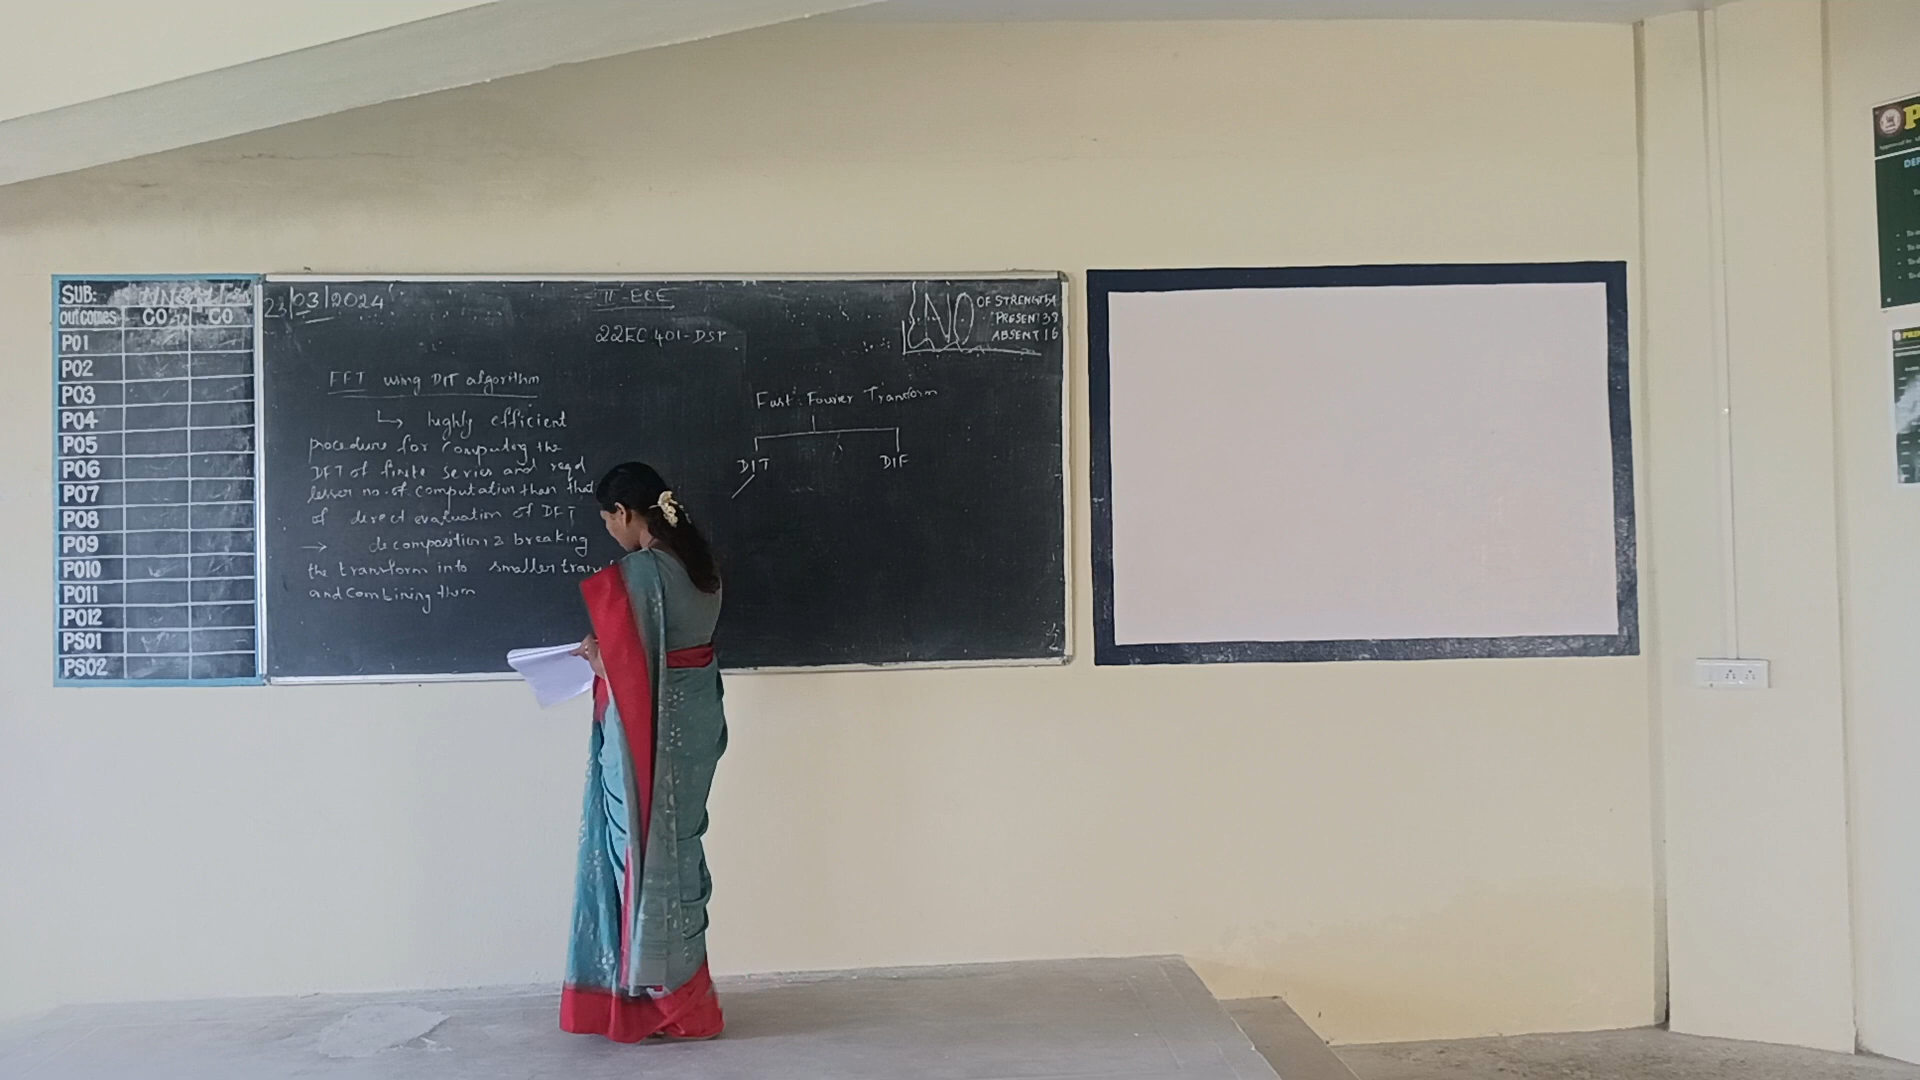 SUB:
outcomes CO CO
PO1
PO2
PO3
PO4
PO5
PO6
PO7
PO8
PO9
PO10
PO11
PO12
PSO1
PSO2
23/03/2024
II-ECE
22EC401-DSP
NO
OF STRENGTH
PRESENT 38
ABSENT 16
FFT using DIT algorithm
↳ highly efficient
procedure for computing the
DFT of finite series and reqd
lesser no. of computation than that
of direct evaluation of DFT
→ decomposition & breaking
the transform into smaller
and combining them
Fast Fourier Transform
DIT DIF